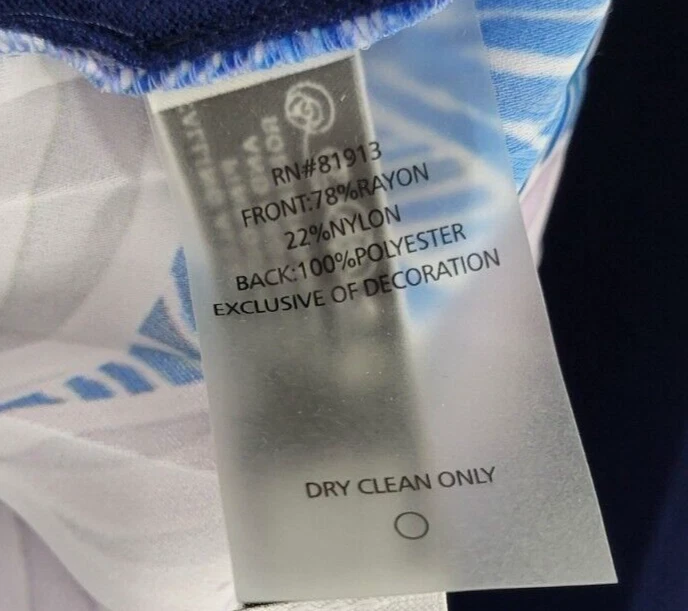 RN#81913
FRONT:78%RAYON
22%NYLON
BACK:100%POLYESTER
EXCLUSIVE OF DECORATION
DRY CLEAN ONLY